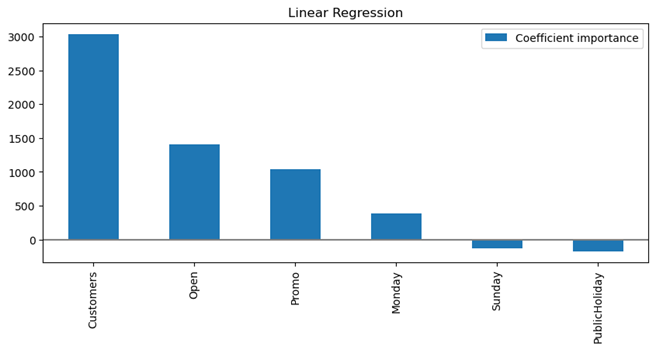 Linear Regression
Coefficient importance
3000
2500
2000
1500
1000
500
0
Customers
Open
Promo
Monday
Sunday
PublicHoliday